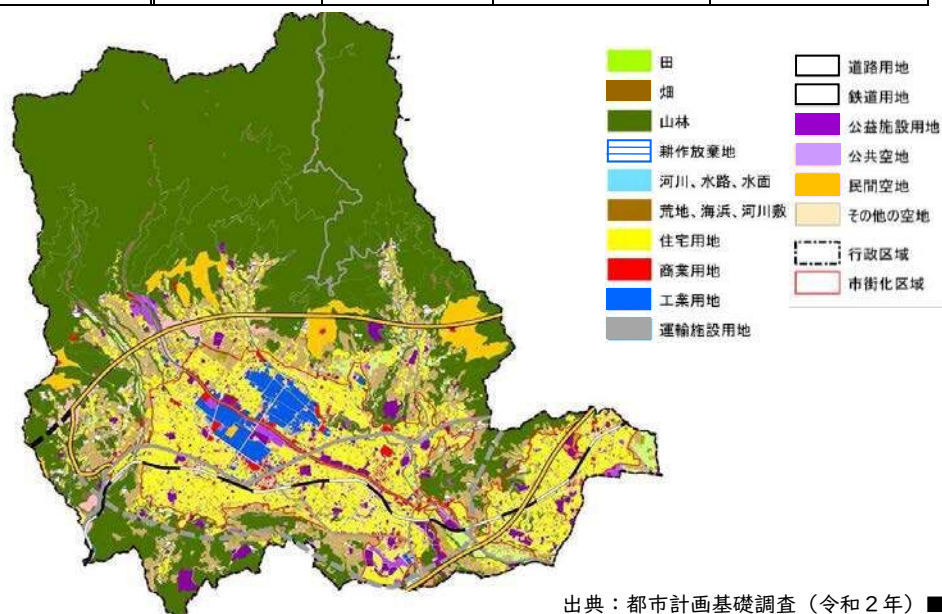 田
畑
山林
耕作放棄地
河川、水路、水面
荒地、海浜、河川敷
住宅用地
商業用地
工業用地
運輸施設用地
道路用地
鉄道用地
公益施設用地
公共空地
民間空地
その他の空地
行政区域
市街化区域
出典：都市計画基礎調査（令和２年）■